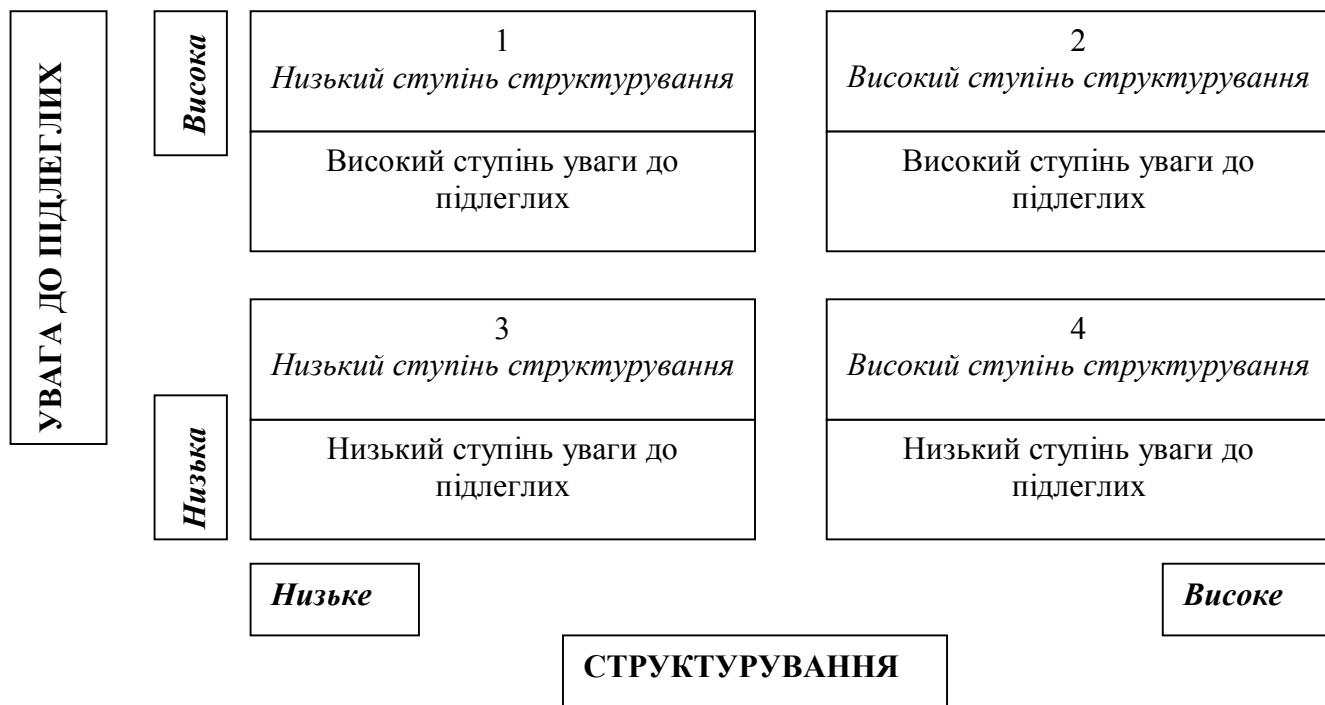 УВАГА ДО ПІДЛЕГЛИХ
Висока
1
Низький ступінь структурування
Високий ступінь уваги до
підлеглих
2
Високий ступінь структурування
Високий ступінь уваги до
підлеглих
Низька
3
Низький ступінь структурування
Низький ступінь уваги до
підлеглих
4
Високий ступінь структурування
Низький ступінь уваги до
підлеглих
Низьке
Високе
СТРУКТУРУВАННЯ